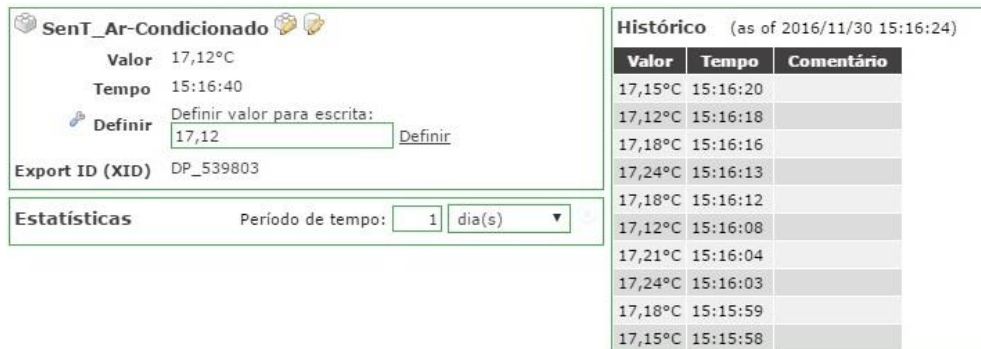 SenT_Ar-Condicionado
Valor 17,12°C
Tempo 15:16:40
Definir Definir valor para escrita:
17,12 Definir
Export ID (XID) DP_539803
Estatísticas Período de tempo: 1 dia(s)
Histórico (as of 2016/11/30 15:16:24)
Valor Tempo Comentário
17,15°C 15:16:20
17,12°C 15:16:18
17,18°C 15:16:16
17,24°C 15:16:13
17,18°C 15:16:12
17,12°C 15:16:08
17,21°C 15:16:04
17,24°C 15:16:03
17,18°C 15:15:59
17,15°C 15:15:58